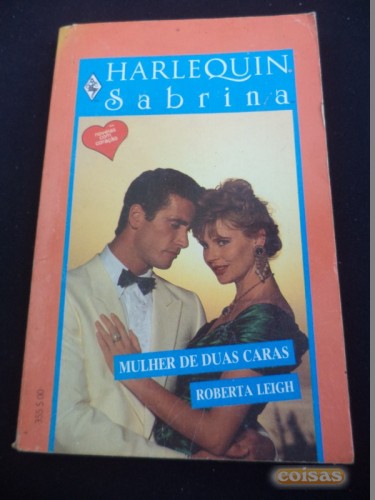 HARLEQUIN
Sabrina
MULHER DE DUAS CARAS
ROBERTA LEIGH
coisas